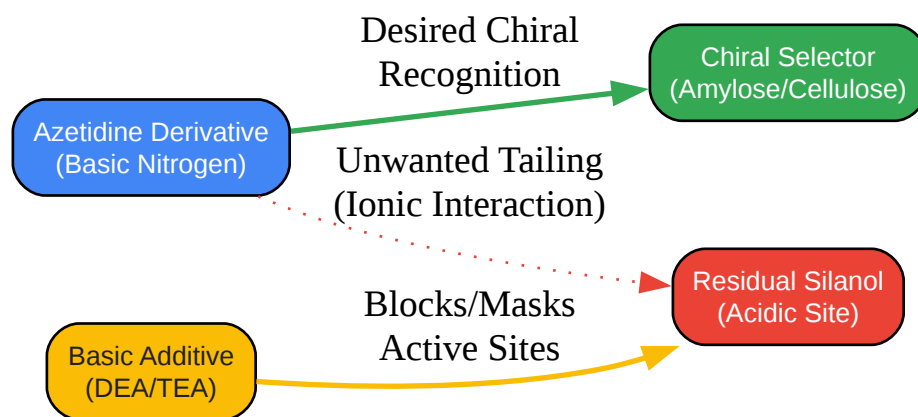 Desired Chiral
Recognition
Chiral Selector
(Amylose/Cellulose)
Azetidine Derivative
(Basic Nitrogen)
Unwanted Tailing
(Ionic Interaction)
Residual Silanol
(Acidic Site)
Blocks/Masks
Active Sites
Basic Additive
(DEA/TEA)